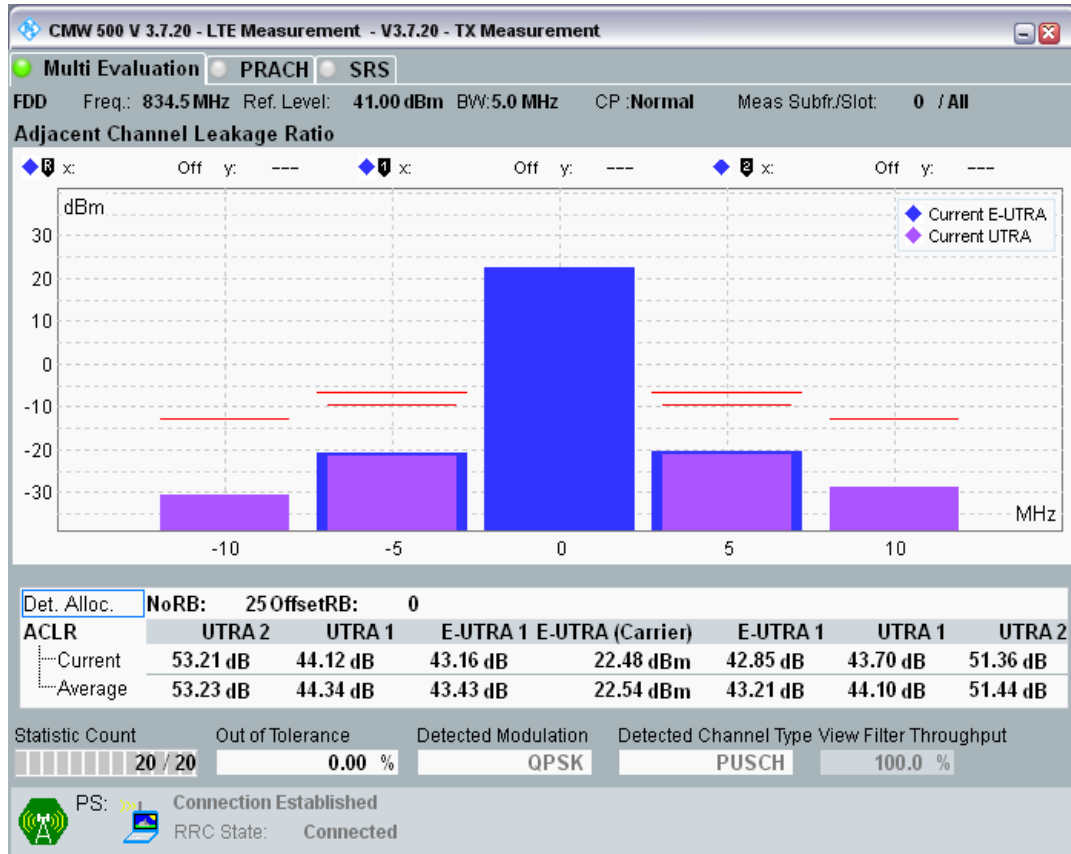 CMW 500 V 3.7.20 - LTE Measurement - V3.7.20 - TX Measurement
Multi Evaluation PRACH SRS
FDD Freq.: 834.5 MHz Ref. Level: 41.00 dBm BW:5.0 MHz CP :Normal Meas Subfr./Slot: 0 / All
Adjacent Channel Leakage Ratio
R x: Off y: --- 1 x: Off y: --- 2 x: Off y: ---
dBm
Current E-UTRA
Current UTRA
30
20
10
0
-10
-20
-30
MHz
-10 -5 0 5 10
Det. Alloc. NoRB: 25 OffsetRB: 0
ACLR UTRA 2 UTRA 1 E-UTRA 1 E-UTRA (Carrier) E-UTRA 1 UTRA 1 UTRA 2
Current 53.21 dB 44.12 dB 43.16 dB 22.48 dBm 42.85 dB 43.70 dB 51.36 dB
Average 53.23 dB 44.34 dB 43.43 dB 22.54 dBm 43.21 dB 44.10 dB 51.44 dB
Statistic Count Out of Tolerance Detected Modulation Detected Channel Type View Filter Throughput
20 / 20 0.00 % QPSK PUSCH 100.0 %
PS: Connection Established
RRC State: Connected